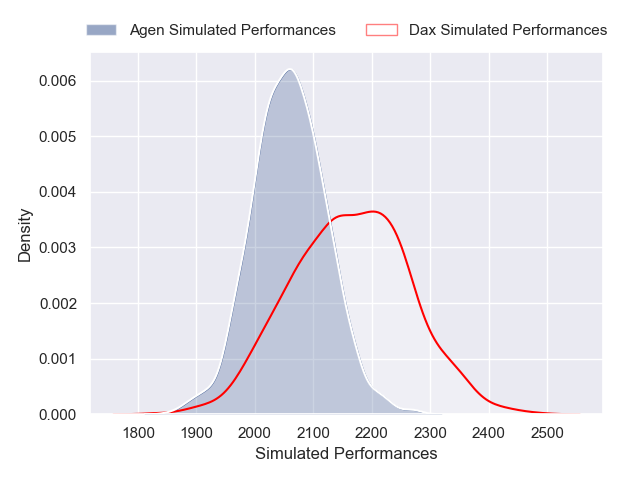 Agen Simulated Performances
Dax Simulated Performances
0.006
0.005
0.004
0.003
0.002
0.001
0.000
Density
1800 1900 2000 2100 2200 2300 2400 2500
Simulated Performances